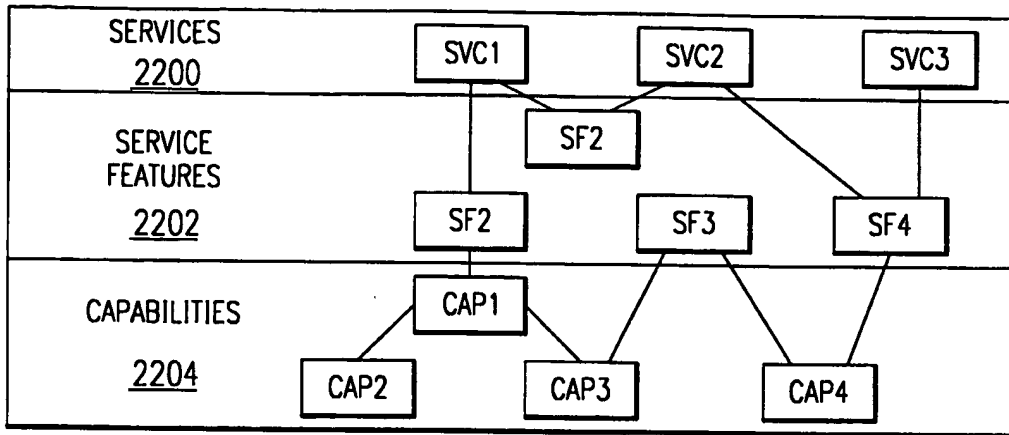 SERVICES
2200
SVC1
SVC2
SVC3
SERVICE
FEATURES
2202
SF2
SF2
SF3
SF4
CAPABILITIES
2204
CAP1
CAP2
CAP3
CAP4